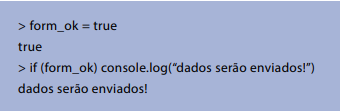 > form_ok = true
true
> if (form_ok) console.log(“dados serão enviados!”)
dados serão enviados!